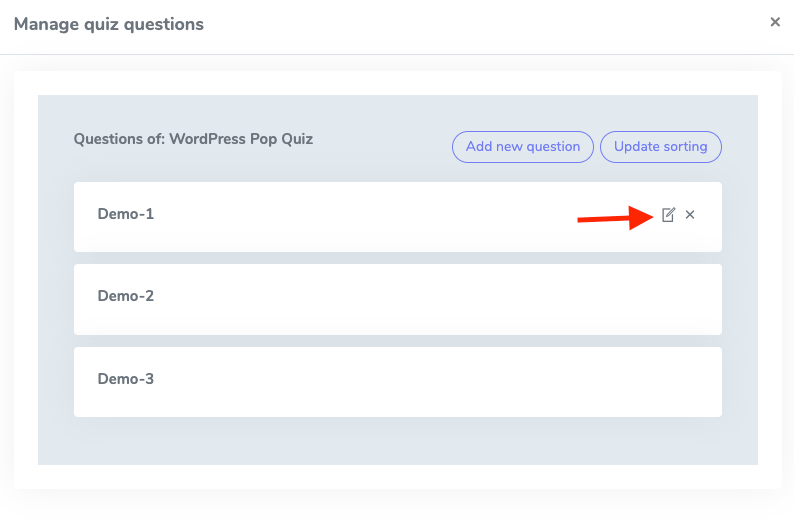 Manage quiz questions
Questions of: WordPress Pop Quiz
Add new question
Update sorting
Demo-1
Demo-2
Demo-3